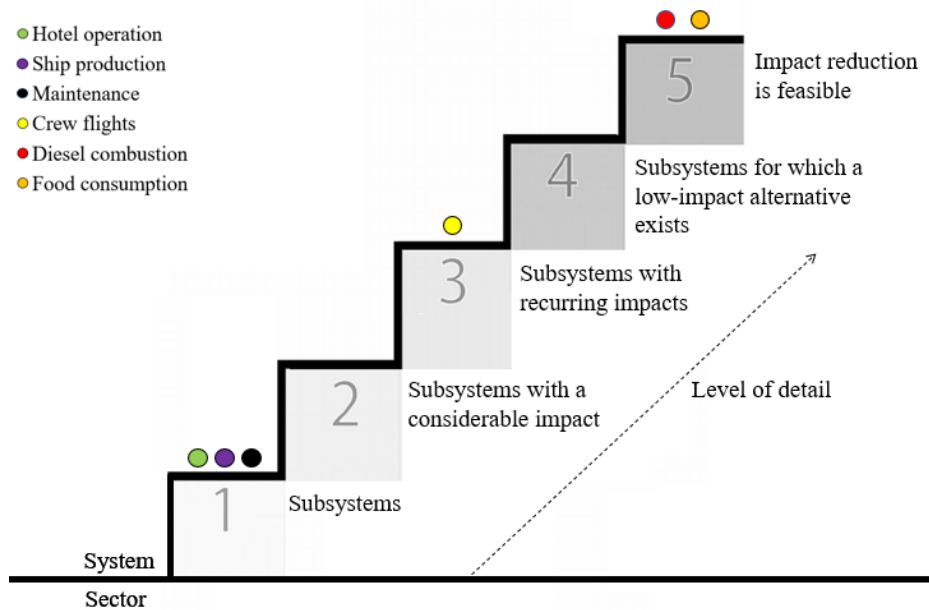 Hotel operation
Ship production
Maintenance
Crew flights
Diesel combustion
Food consumption
5
Impact reduction
is feasible
4
Subsystems for which a
low-impact alternative
exists
3
Subsystems with
recurring impacts
2
Subsystems with a
considerable impact
Level of detail
1
Subsystems
System
Sector